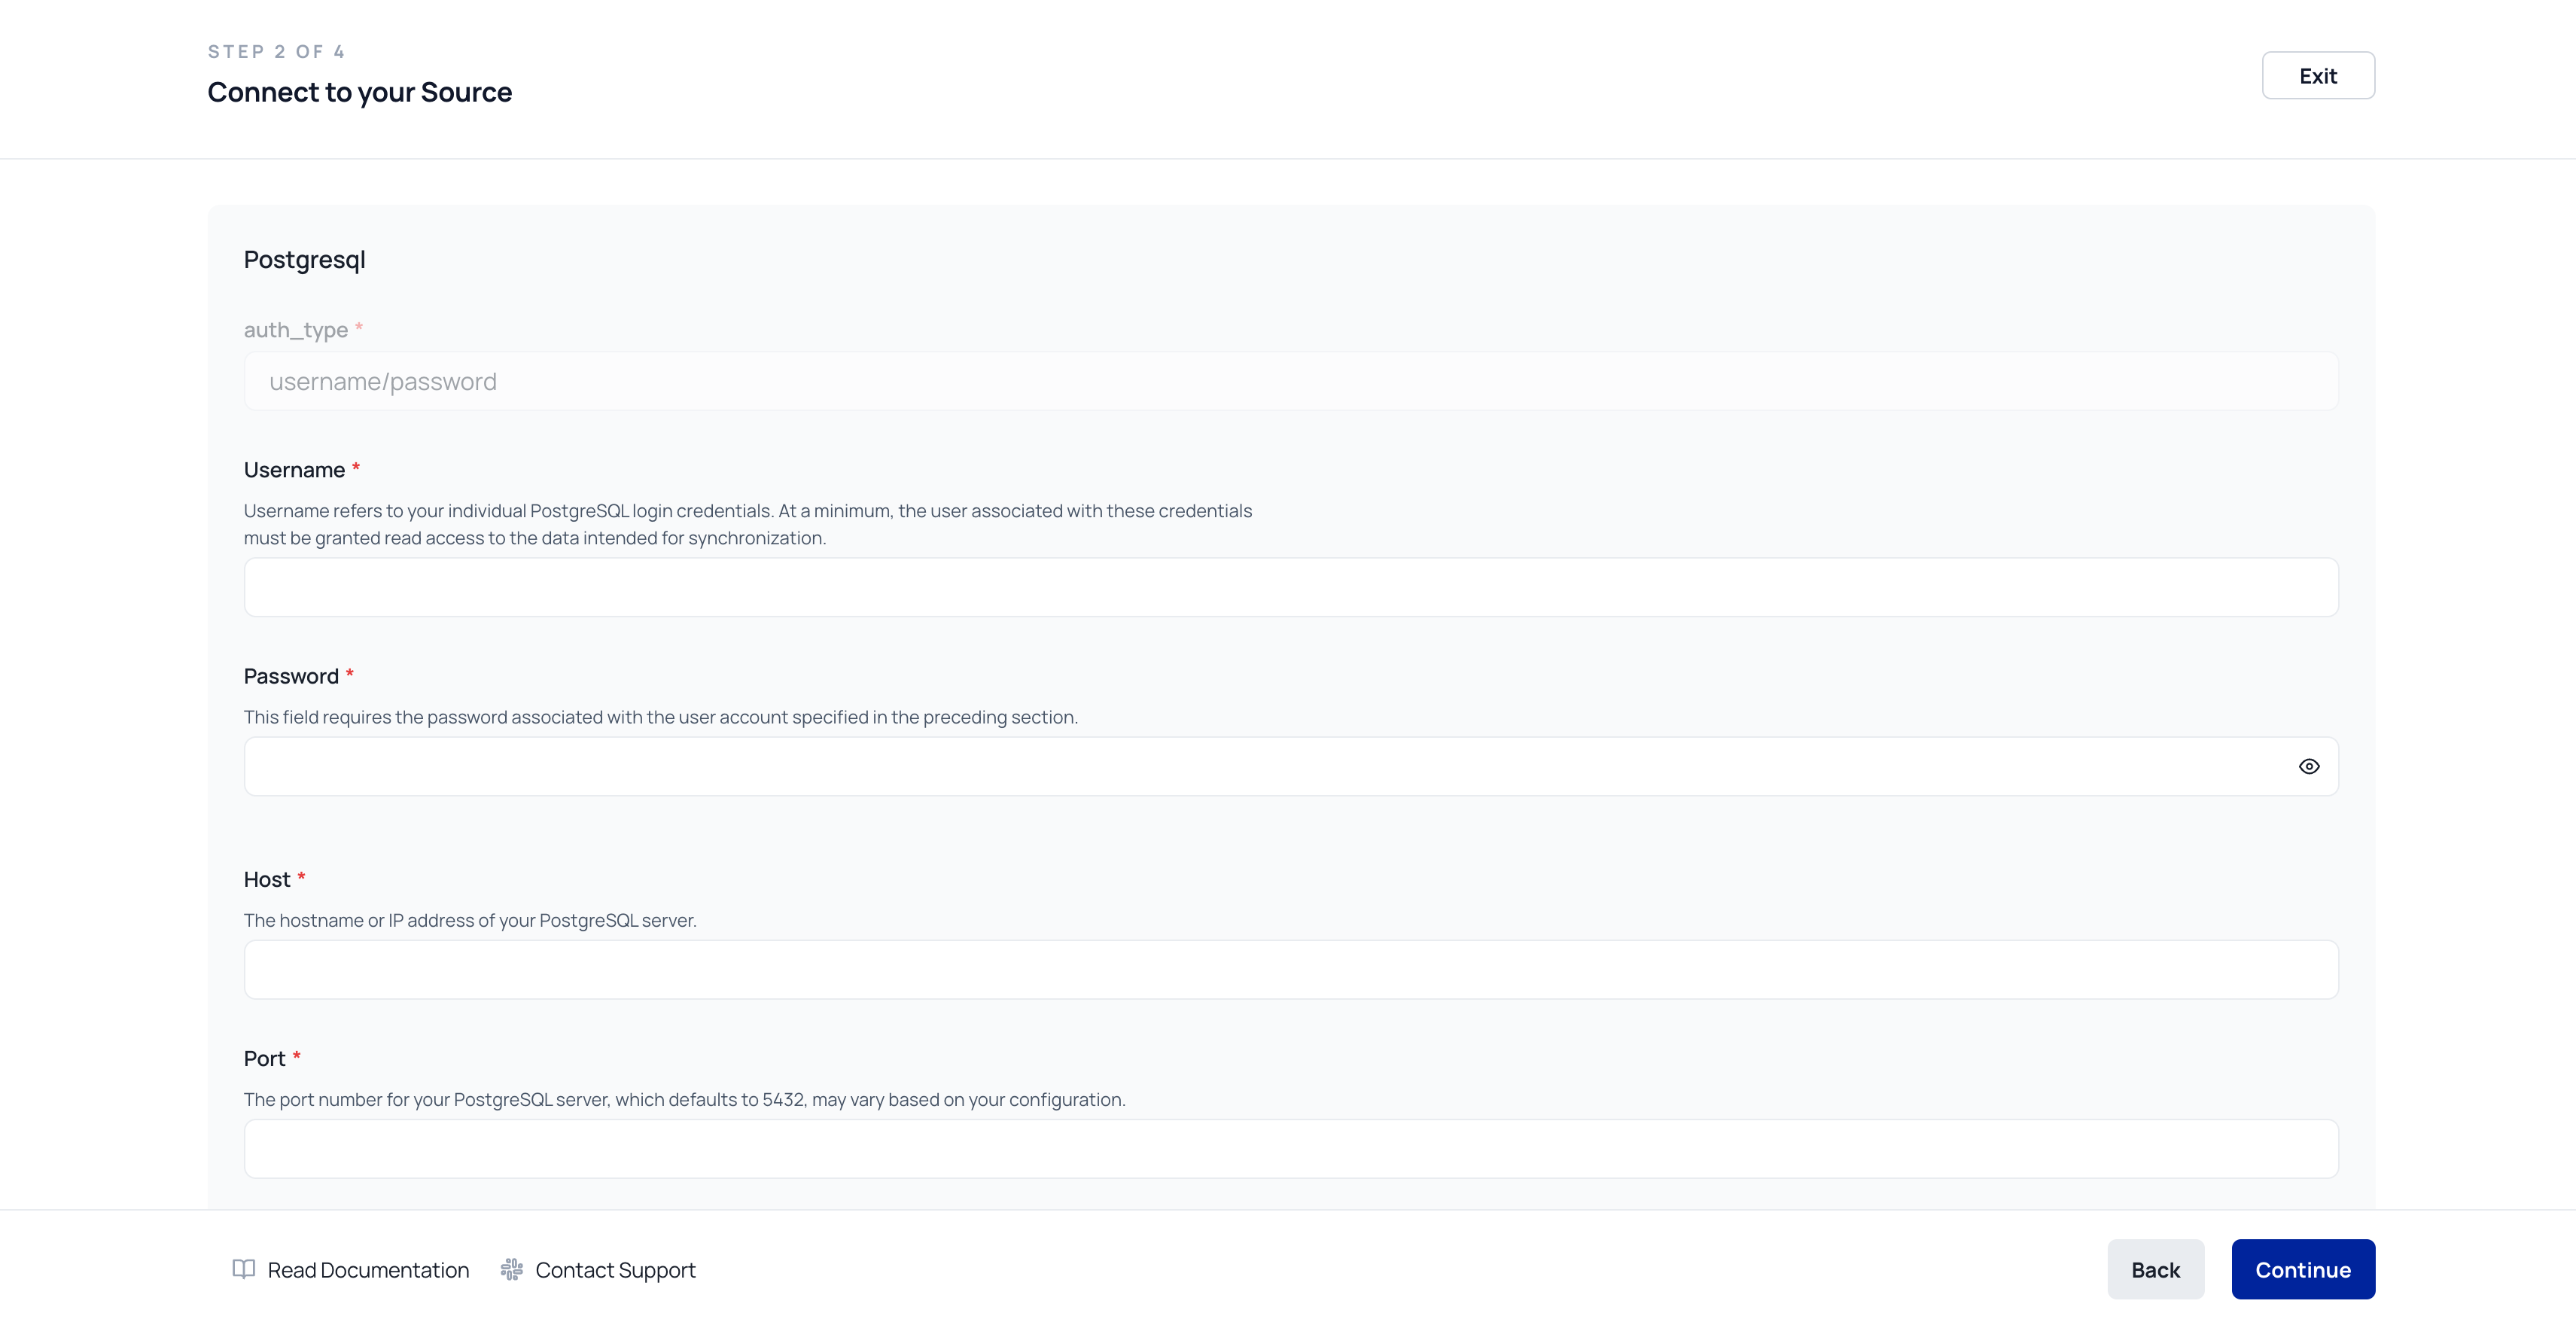 STEP 2 OF 4
Connect to your Source
Exit
Postgresql
auth_type *
username/password
Username *
Username refers to your individual PostgreSQL login credentials. At a minimum, the user associated with these credentials
must be granted read access to the data intended for synchronization.
Password *
This field requires the password associated with the user account specified in the preceding section.
Host *
The hostname or IP address of your PostgreSQL server.
Port *
The port number for your PostgreSQL server, which defaults to 5432, may vary based on your configuration.
Read Documentation
Contact Support
Back
Continue